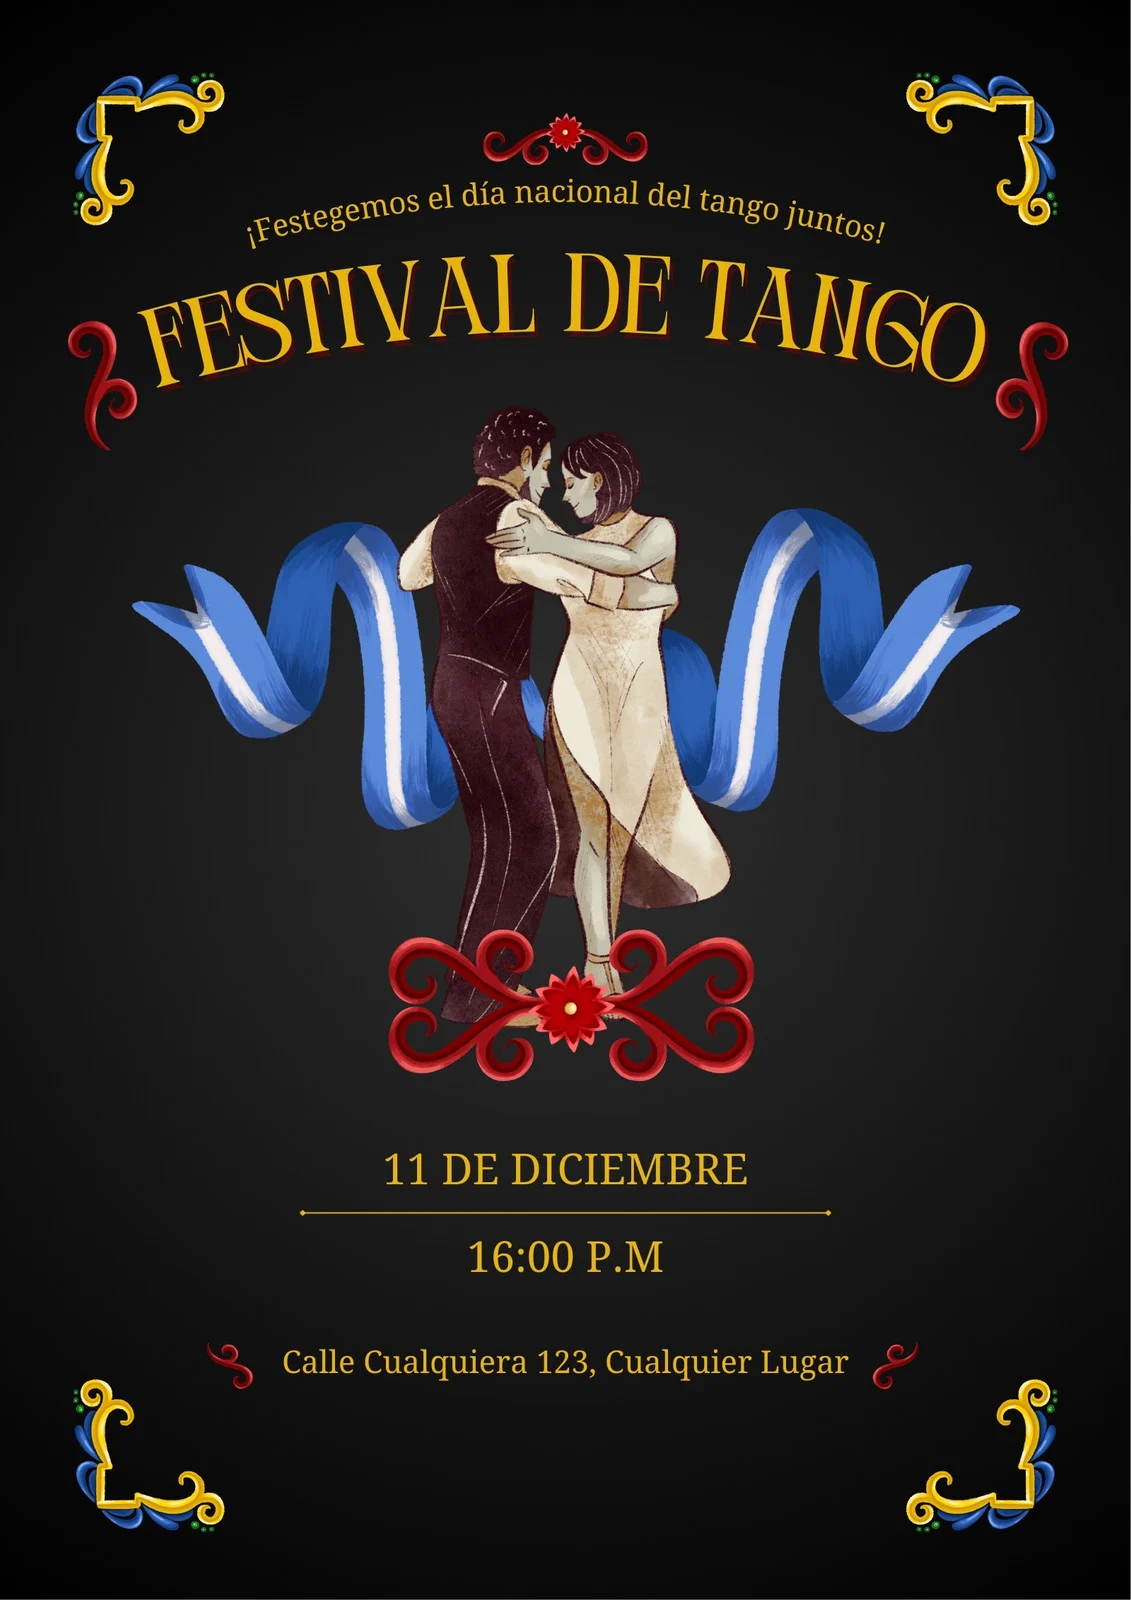 ¡Festegemos el día nacional del tango juntos!
FESTIVAL DE TANGO
11 DE DICIEMBRE
16:00 P.M
Calle Cualquiera 123, Cualquier Lugar